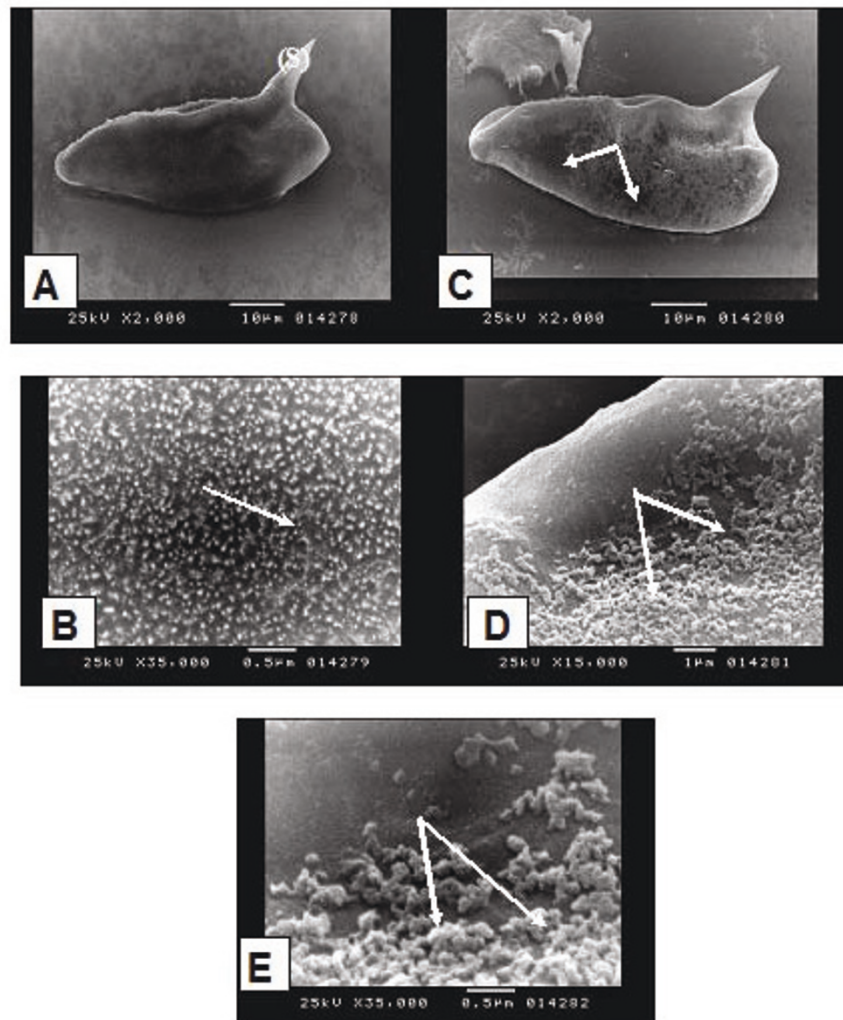 S
A
25kV X2,000 10µm 014278
C
25kV X2,000 10µm 014280
B
25kV X35,000 0.5µm 014279
D
25kV X15,000 1µm 014281
E
25kV X35,000 0.5µm 014282